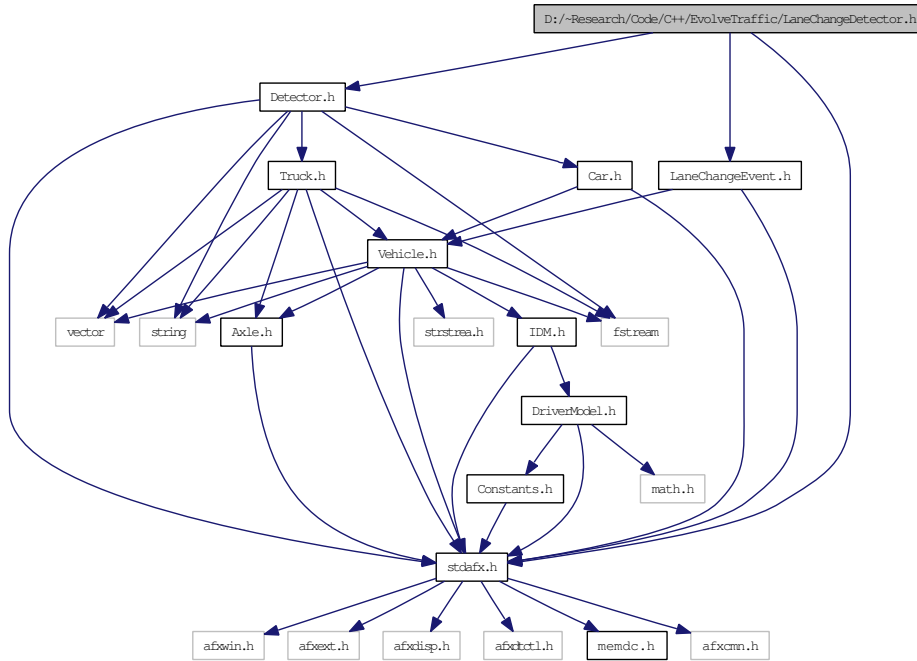 D:/~Research/Code/C++/EvolveTraffic/LaneChangeDetector.h
Detector.h
Truck.h
Car.h
LaneChangeEvent.h
Vehicle.h
vector
string
Axle.h
strstrea.h
IDM.h
fstream
DriverModel.h
Constants.h
math.h
stdafx.h
afxwin.h
afxext.h
afxdisp.h
afxdtctl.h
memdc.h
afxcmn.h